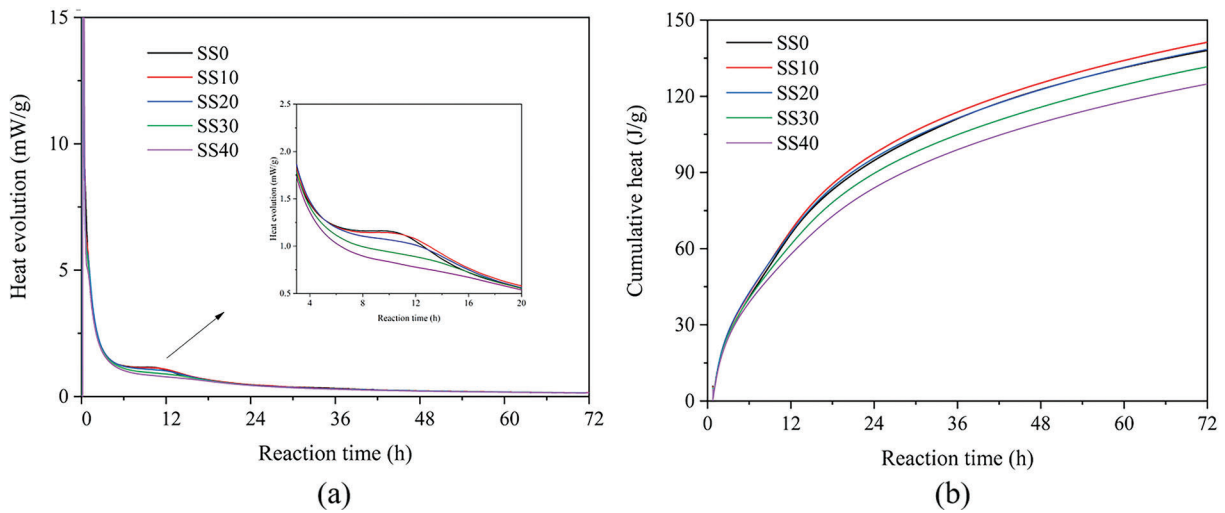 15
10
5
0
Heat evolution (mW/g)
SS0
SS10
SS20
SS30
SS40
2.5
2.0
1.5
1.0
0.5
Heat evolution (mW/g)
4 8 12 16 20
Reaction time (h)
0 12 24 36 48 60 72
Reaction time (h)
(a)
150
120
90
60
30
0
Cumulative heat (J/g)
SS0
SS10
SS20
SS30
SS40
0 12 24 36 48 60 72
Reaction time (h)
(b)